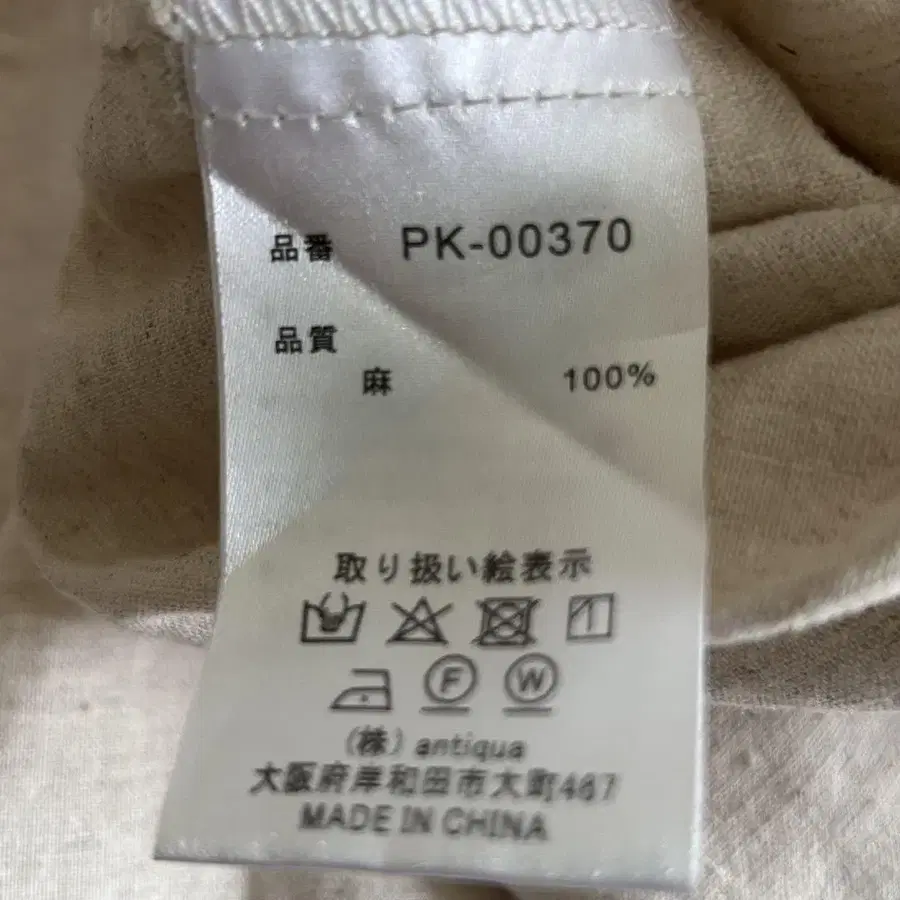 品番 PK-00370
品質
麻 100%
取り扱い絵表示
F W
(株) antiqua
大阪府岸和田市大町467
MADE IN CHINA